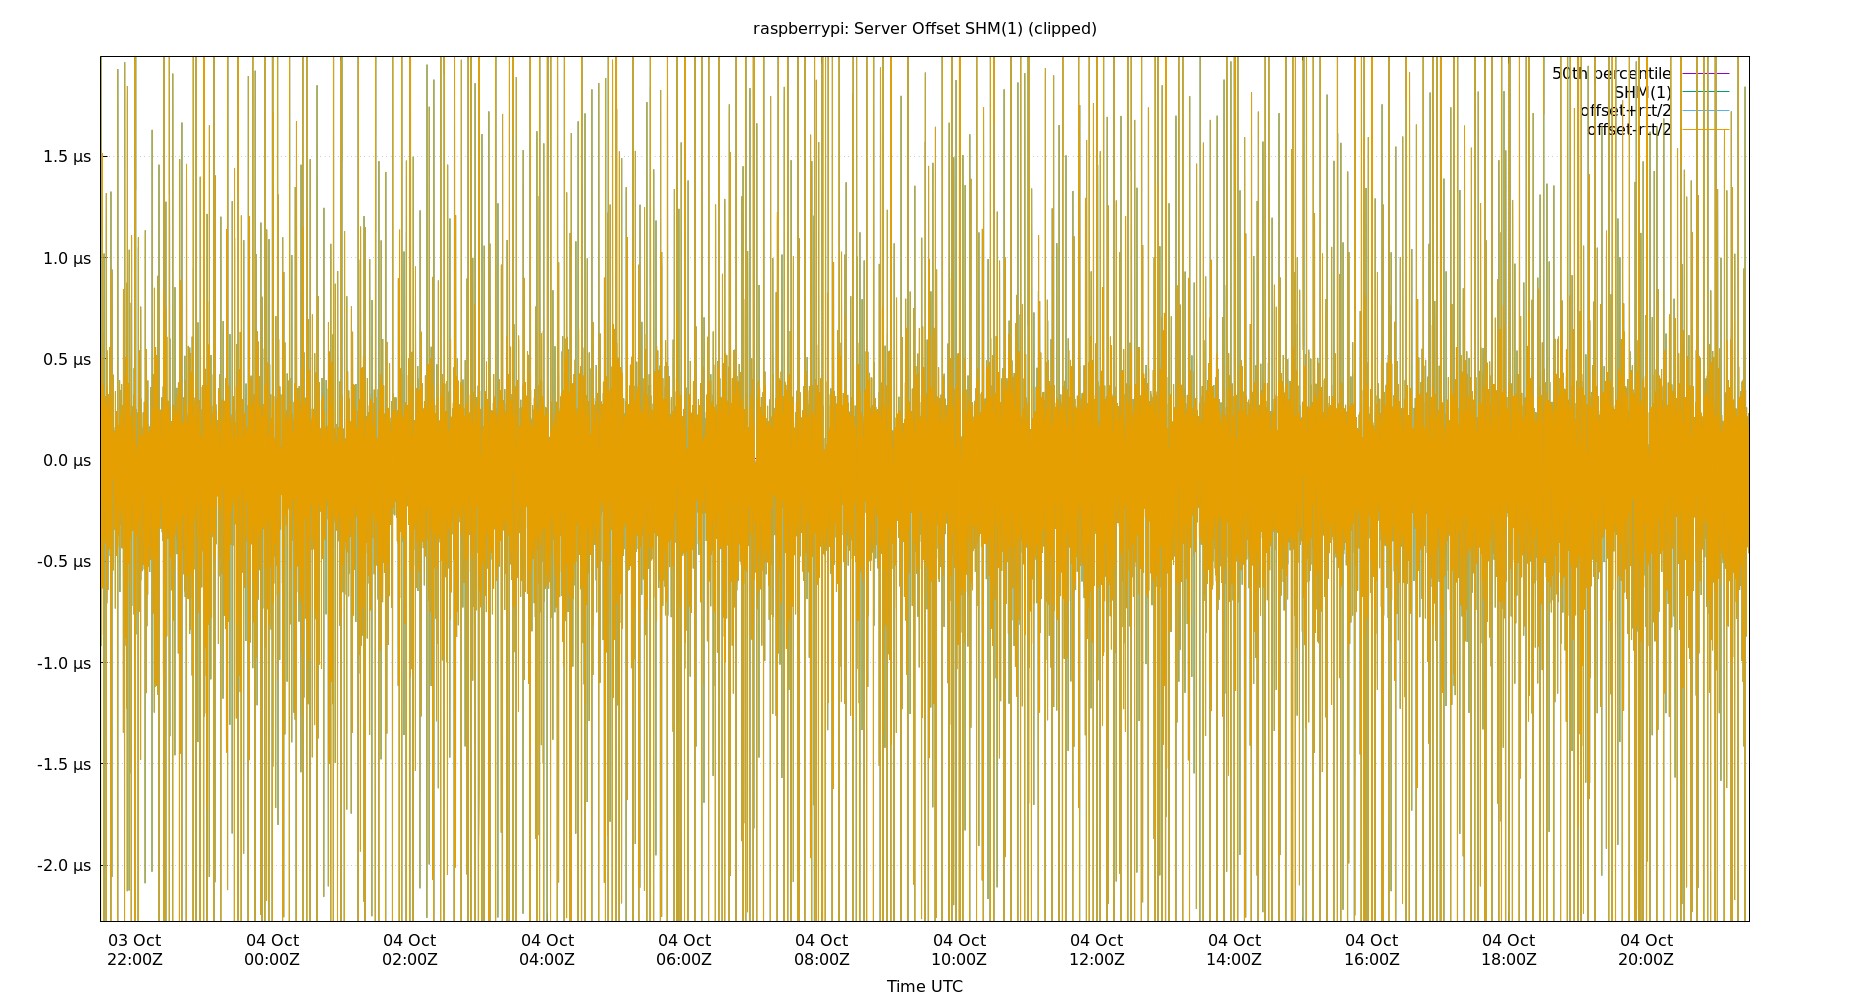 raspberrypi: Server Offset SHM(1) (clipped)
50th percentile
SHM(1)
offset+rtt/2
offset-rtt/2
1.5 µs
1.0 µs
0.5 µs
0.0 µs
-0.5 µs
-1.0 µs
-1.5 µs
-2.0 µs
03 Oct 04 Oct 04 Oct 04 Oct 04 Oct 04 Oct 04 Oct 04 Oct 04 Oct 04 Oct 04 Oct 04 Oct
22:00Z 00:00Z 02:00Z 04:00Z 06:00Z 08:00Z 10:00Z 12:00Z 14:00Z 16:00Z 18:00Z 20:00Z
Time UTC